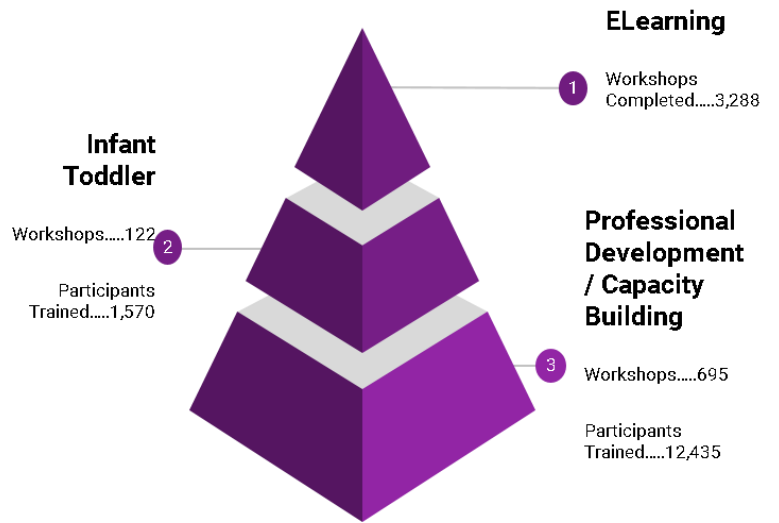 ELearning
Workshops
Completed.....3,288
1
Infant
Toddler
Workshops.....122
2
Participants
Trained.....1,570
Professional
Development
/ Capacity
Building
3
Workshops.....695
Participants
Trained.....12,435